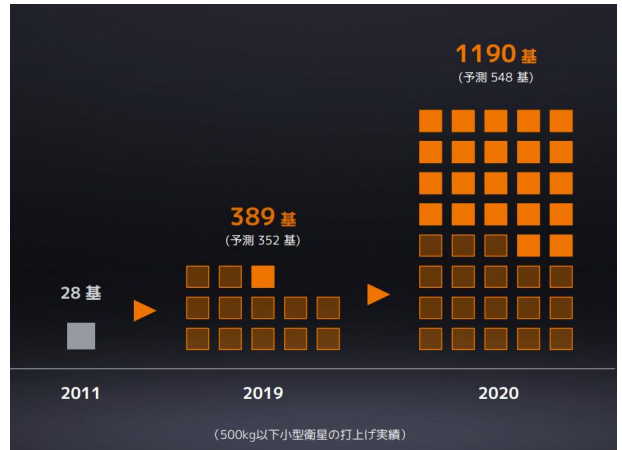 1190 基
(予測 548 基)
389 基
(予測 352 基)
28 基
2011
2019
2020
（500kg以下小型衛星の打上げ実績）